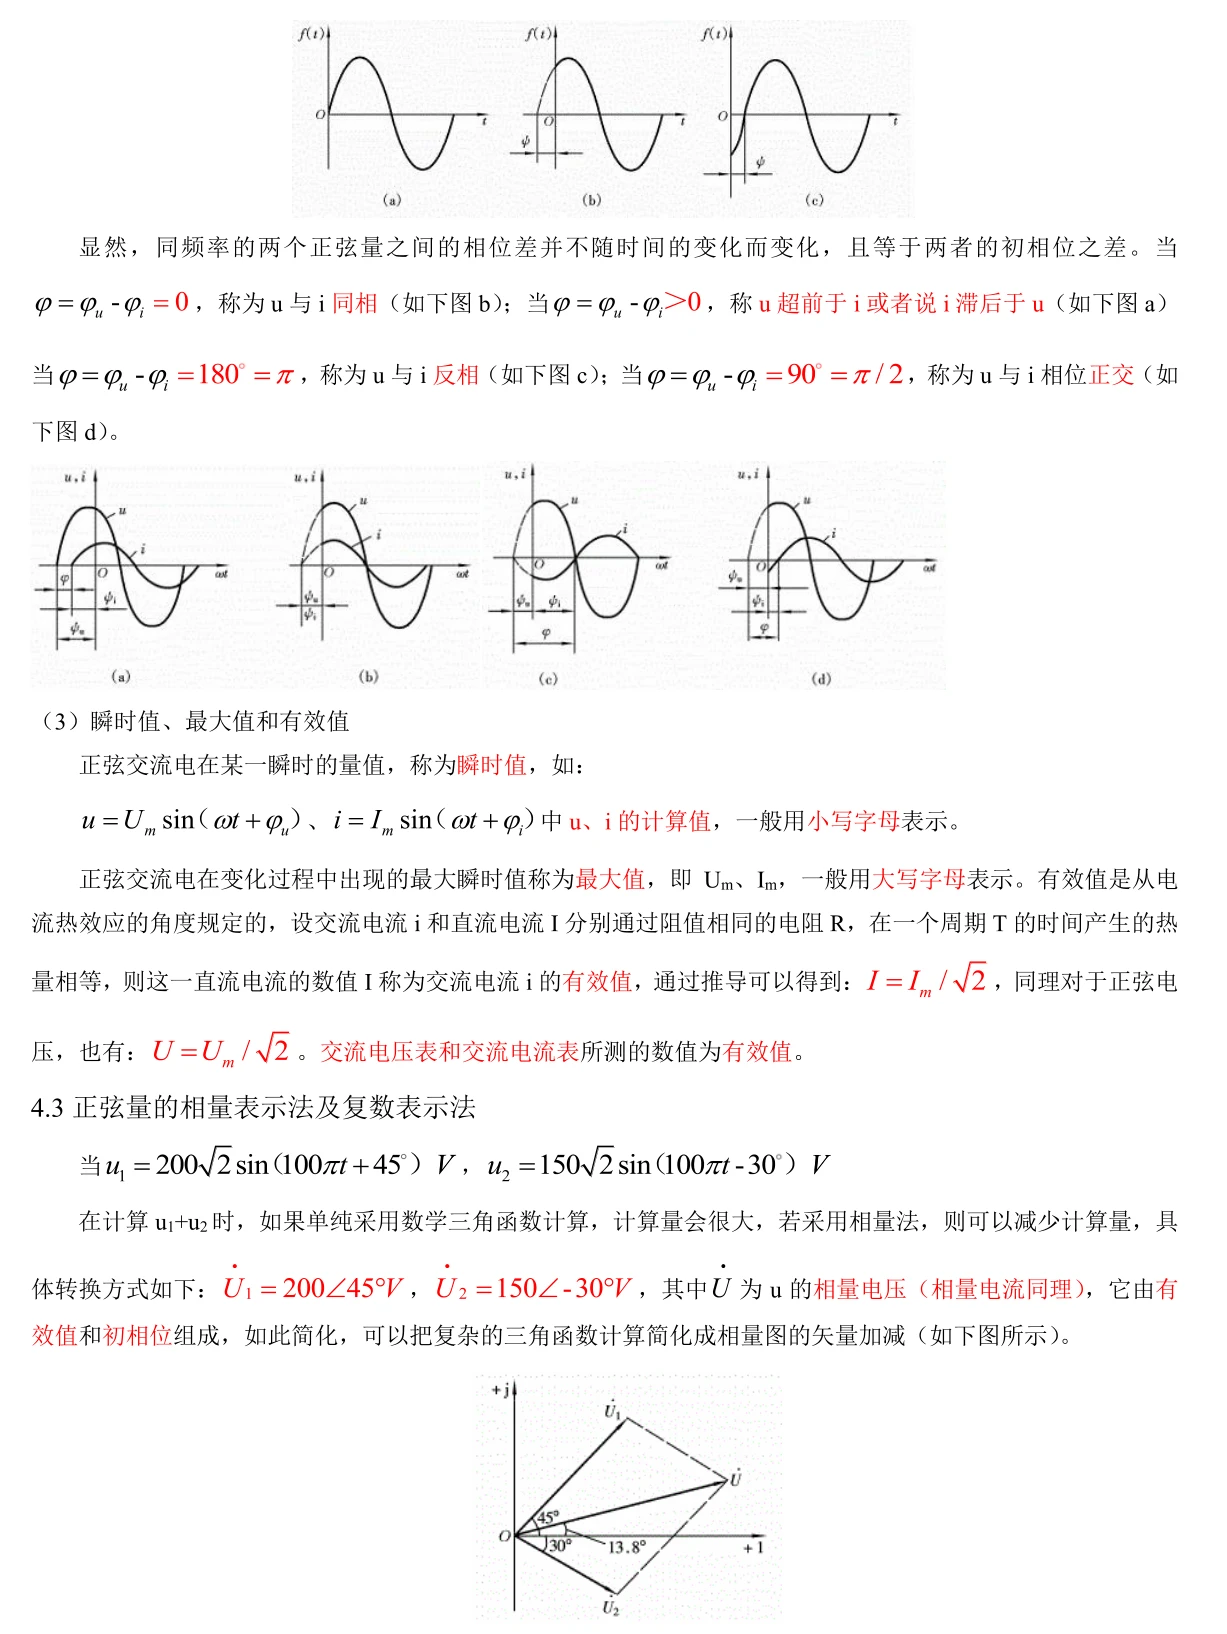 f(t) f(t) f(t)
O t O t O t
ψ ψ
(a) (b) (c)
显然，同频率的两个正弦量之间的相位差并不随时间的变化而变化，且等于两者的初相位之差。当
φ=φu-φi=0，称为 u 与 i 同相（如下图 b）；当φ=φu-φi＞0，称 u 超前于 i 或者说 i 滞后于 u（如下图 a）
当φ=φu-φi=180°=π，称为 u 与 i 反相（如下图 c）；当φ=φu-φi=90°=π/2，称为 u 与 i 相位正交（如
下图 d）。
u,i u,i u,i u,i
u i u i u i u i
O ωt O ωt O ωt O ωt
φ ψi ψu ψu ψi ψu ψi φ ψu ψi φ
(a) (b) (c) (d)
（3）瞬时值、最大值和有效值
正弦交流电在某一瞬时的量值，称为瞬时值，如：
u=Um sin（ωt+φu）、i=Im sin（ωt+φi）中 u、i 的计算值，一般用小写字母表示。
正弦交流电在变化过程中出现的最大瞬时值称为最大值，即 Um、Im，一般用大写字母表示。有效值是从电
流热效应的角度规定的，设交流电流 i 和直流电流 I 分别通过阻值相同的电阻 R，在一个周期 T 的时间产生的热
量相等，则这一直流电流的数值 I 称为交流电流 i 的有效值，通过推导可以得到：I=Im/√2，同理对于正弦电
压，也有：U=Um/√2。交流电压表和交流电流表所测的数值为有效值。
4.3 正弦量的相量表示法及复数表示法
当u1=200√2sin（100πt+45°）V，u2=150√2sin（100πt-30°）V
在计算 u1+u2 时，如果单纯采用数学三角函数计算，计算量会很大，若采用相量法，则可以减少计算量，具
体转换方式如下：U̇1=200∠45°V，U̇2=150∠-30°V，其中U̇ 为 u 的相量电压（相量电流同理），它由有
效值和初相位组成，如此简化，可以把复杂的三角函数计算简化成相量图的矢量加减（如下图所示）。
+j
U̇1
U̇
45°
O 30° 13.8° +1
U̇2